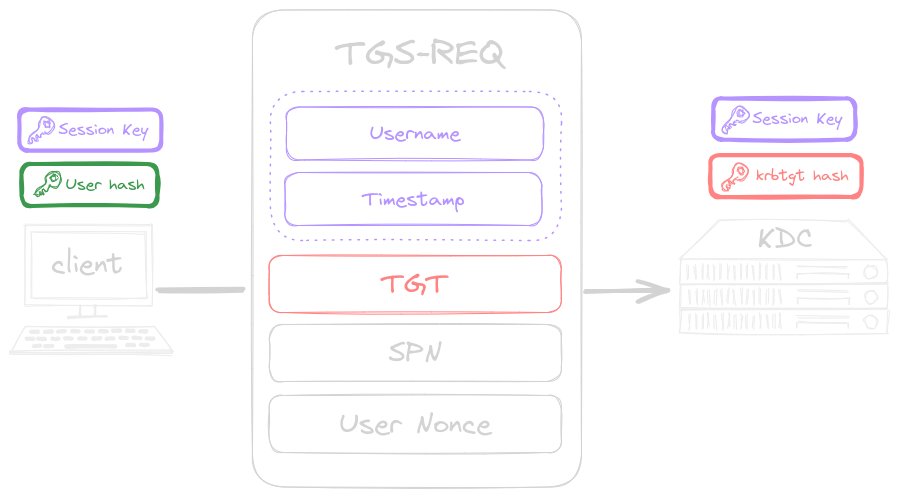 TGS-REQ
Session Key
User hash
client
Username
Timestamp
TGT
SPN
User Nonce
Session Key
krbtgt hash
KDC